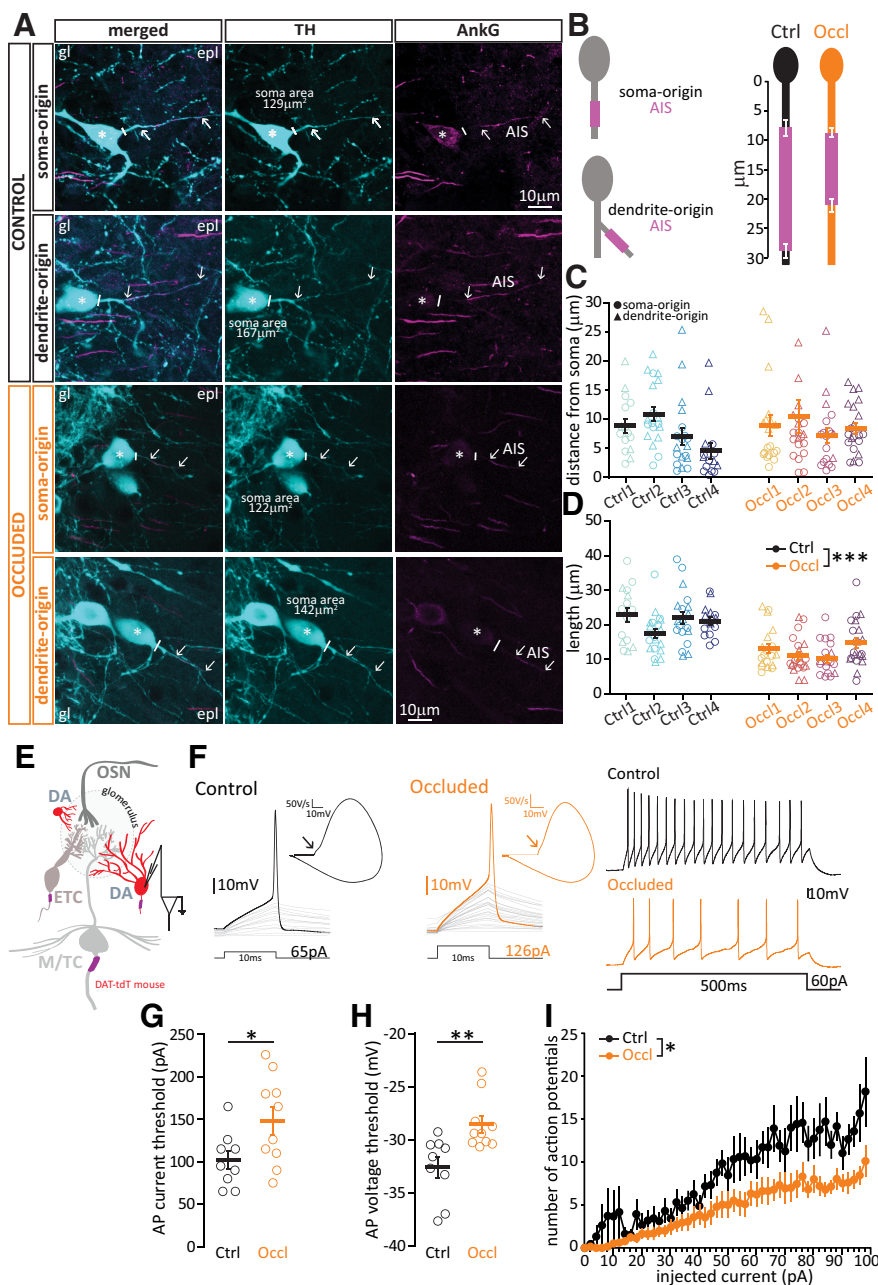 A
merged
TH
AnkG
CONTROL
soma-origin
gl
epl
*
soma area
129μm²
*
*
AIS
10μm
dendrite-origin
gl
epl
*
soma area
167μm²
*
*
AIS
OCCLUDED
soma-origin
gl
epl
*
*
soma area
122μm²
*
AIS
dendrite-origin
gl
epl
*
soma area
142μm²
*
*
AIS
10μm
B
soma-origin
AIS
dendrite-origin
AIS
Ctrl
Occl
μm
0
5
10
15
20
25
30
C
soma-origin
dendrite-origin
distance from soma (μm)
30
25
20
15
10
5
0
Ctrl1
Ctrl2
Ctrl3
Ctrl4
Occl1
Occl2
Occl3
Occl4
D
length (μm)
50
40
30
20
10
0
Ctrl
Occl
***
Ctrl1
Ctrl2
Ctrl3
Ctrl4
Occl1
Occl2
Occl3
Occl4
E
OSN
DA
glomerulus
DA
ETC
M/TC
DAT-tdT mouse
F
Control
50V/s
10mV
10mV
10ms
65pA
Occluded
50V/s
10mV
10mV
10ms
126pA
Control
10mV
Occluded
500ms
60pA
G
AP current threshold (pA)
250
200
150
100
50
0
*
Ctrl
Occl
H
AP voltage threshold (mV)
-20
-25
-30
-35
-40
**
Ctrl
Occl
I
number of action potentials
25
20
15
10
5
0
Ctrl
Occl
*
0 10 20 30 40 50 60 70 80 90 100
injected current (pA)